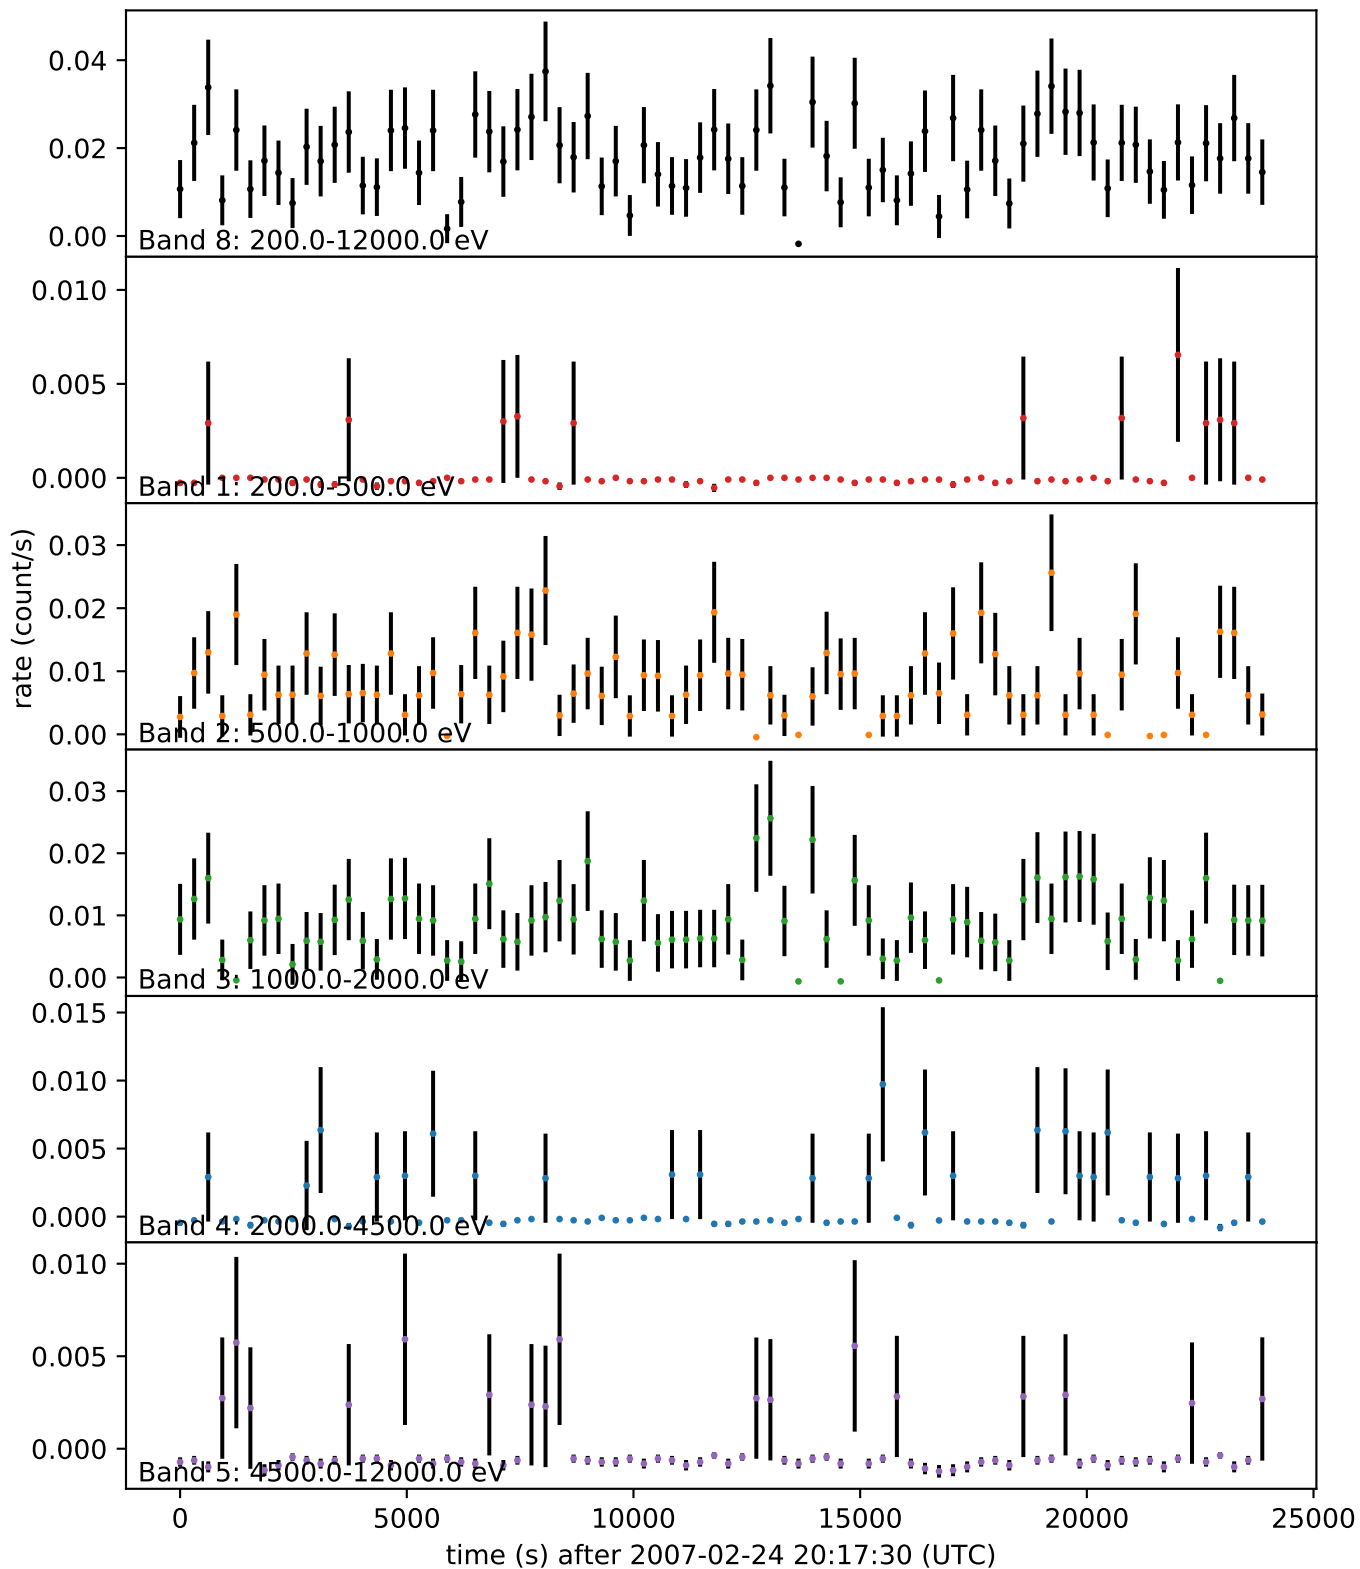 0.04
0.02
0.00
Band 8: 200.0-12000.0 eV
0.010
0.005
0.000
Band 1: 200.0-500.0 eV
rate (count/s)
0.03
0.02
0.01
0.00
Band 2: 500.0-1000.0 eV
0.03
0.02
0.01
0.00
Band 3: 1000.0-2000.0 eV
0.015
0.010
0.005
0.000
Band 4: 2000.0-4500.0 eV
0.010
0.005
0.000
Band 5: 4500.0-12000.0 eV
0 5000 10000 15000 20000 25000
time (s) after 2007-02-24 20:17:30 (UTC)